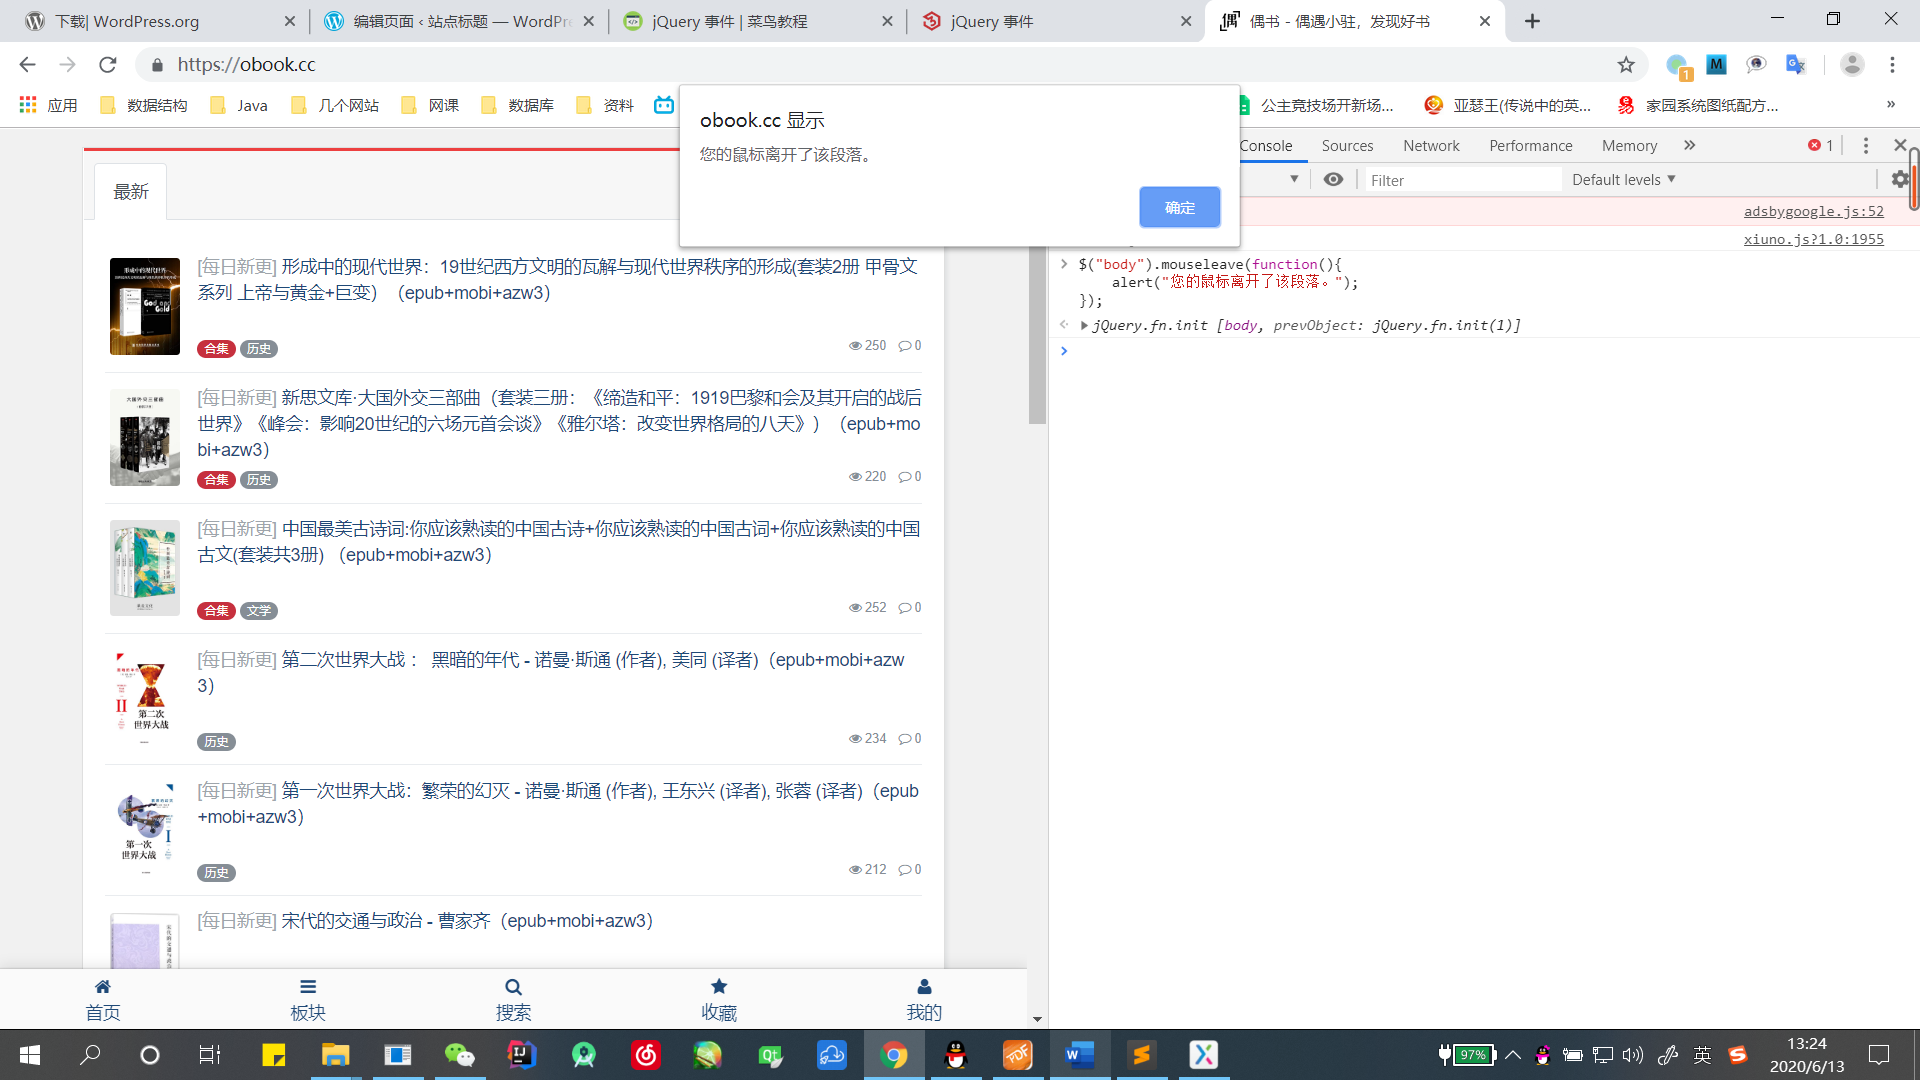 下载| WordPress.org
编辑页面 ‹ 站点标题 — WordPr
jQuery 事件 | 菜鸟教程
jQuery 事件
偶书 - 偶遇小驻，发现好书
https://obook.cc
应用
数据结构
Java
几个网站
网课
数据库
资料
公主竞技场开新场...
亚瑟王(传说中的英...
家园系统图纸配方...
obook.cc 显示
您的鼠标离开了该段落。
确定
Console
Sources
Network
Performance
Memory
1
Filter
Default levels
adsbygoogle.js:52
xiuno.js?1.0:1955
$("body").mouseleave(function(){
alert("您的鼠标离开了该段落。");
});
jQuery.fn.init [body, prevObject: jQuery.fn.init(1)]
最新
[每日新更] 形成中的现代世界：19世纪西方文明的瓦解与现代世界秩序的形成(套装2册 甲骨文
系列 上帝与黄金+巨变）（epub+mobi+azw3）
合集 历史
250 0
[每日新更] 新思文库·大国外交三部曲（套装三册：《缔造和平：1919巴黎和会及其开启的战后
世界》《峰会：影响20世纪的六场元首会谈》《雅尔塔：改变世界格局的八天》）（epub+mo
bi+azw3）
合集 历史
220 0
[每日新更] 中国最美古诗词:你应该熟读的中国古诗+你应该熟读的中国古词+你应该熟读的中国
古文(套装共3册) （epub+mobi+azw3）
合集 文学
252 0
[每日新更] 第二次世界大战 ： 黑暗的年代 - 诺曼·斯通 (作者), 美同 (译者)（epub+mobi+azw
3）
第二次
世界大战
历史
234 0
[每日新更] 第一次世界大战：繁荣的幻灭 - 诺曼·斯通 (作者), 王东兴 (译者), 张蓉 (译者)（epub
+mobi+azw3）
第一次
世界大战
历史
212 0
[每日新更] 宋代的交通与政治 - 曹家齐（epub+mobi+azw3）
首页
板块
搜索
收藏
我的
97%
英
13:24
2020/6/13